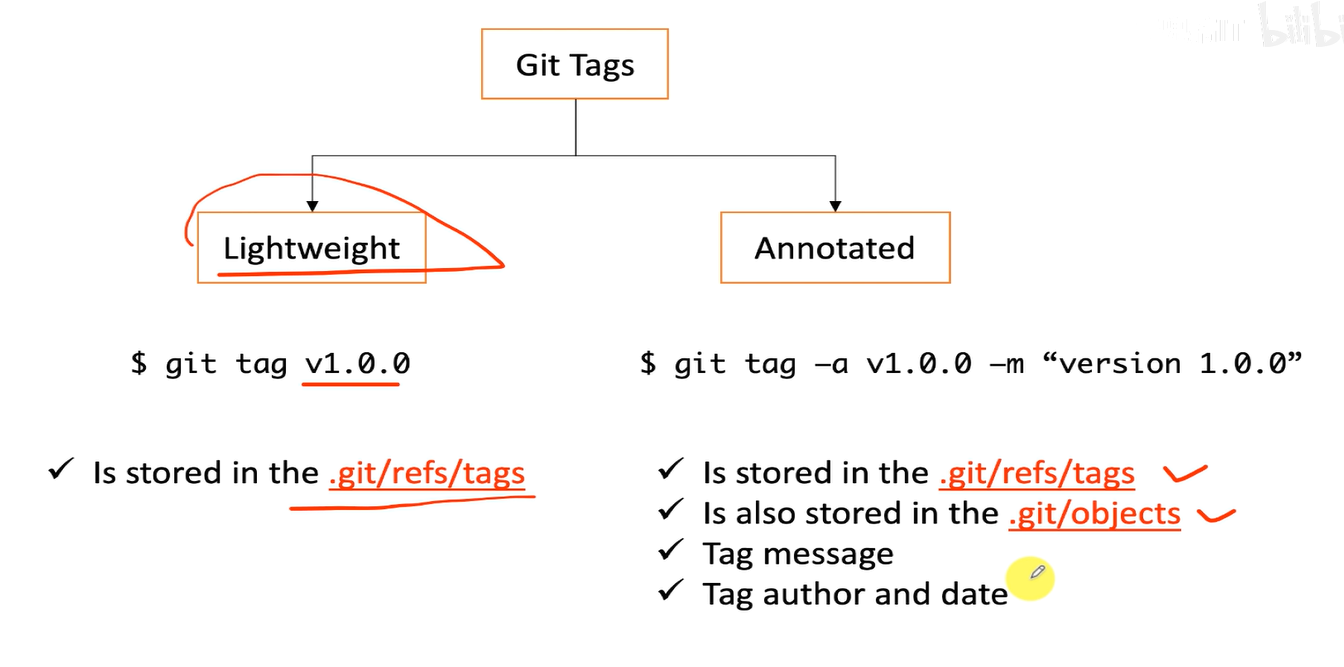 Git Tags
Lightweight
Annotated
$ git tag v1.0.0
$ git tag –a v1.0.0 –m “version 1.0.0”
✓ Is stored in the .git/refs/tags
✓ Is stored in the .git/refs/tags
✓ Is also stored in the .git/objects
✓ Tag message
✓ Tag author and date